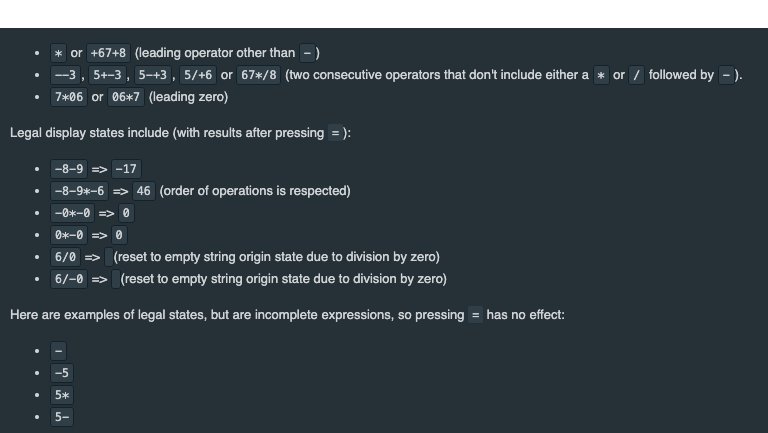 • * or +67+8 (leading operator other than -)
• --3, 5+-3, 5-+3, 5/+6 or 67*/8 (two consecutive operators that don't include either a * or / followed by -).
• 7*06 or 06*7 (leading zero)
Legal display states include (with results after pressing =):
• -8-9 => -17
• -8-9*-6 => 46 (order of operations is respected)
• -0*-0 => 0
• 0*-0 => 0
• 6/0 => (reset to empty string origin state due to division by zero)
• 6/-0 => (reset to empty string origin state due to division by zero)
Here are examples of legal states, but are incomplete expressions, so pressing = has no effect:
• -
• -5
• 5*
• 5-